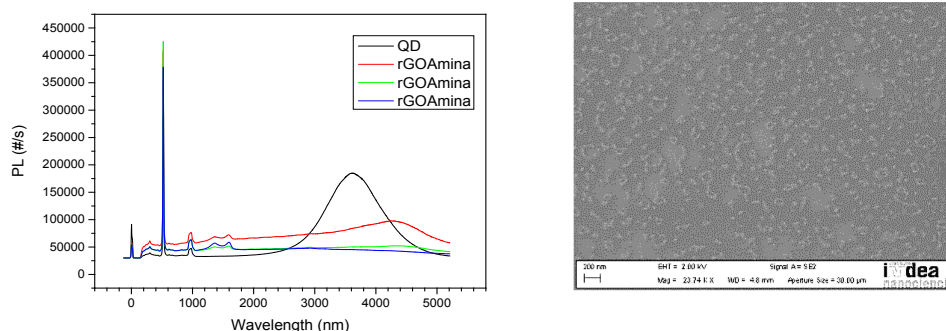 450000
400000
350000
300000
250000
200000
150000
100000
50000
0
PL (#/s)
QD
rGOAmina
rGOAmina
rGOAmina
0 1000 2000 3000 4000 5000
Wavelength (nm)
200 nm
EHT = 2.00 kV
Signal A = SE2
Mag = 23.74 K X
WD = 4.8 mm
Aperture Size = 30.00 µm
idea
nanociencia